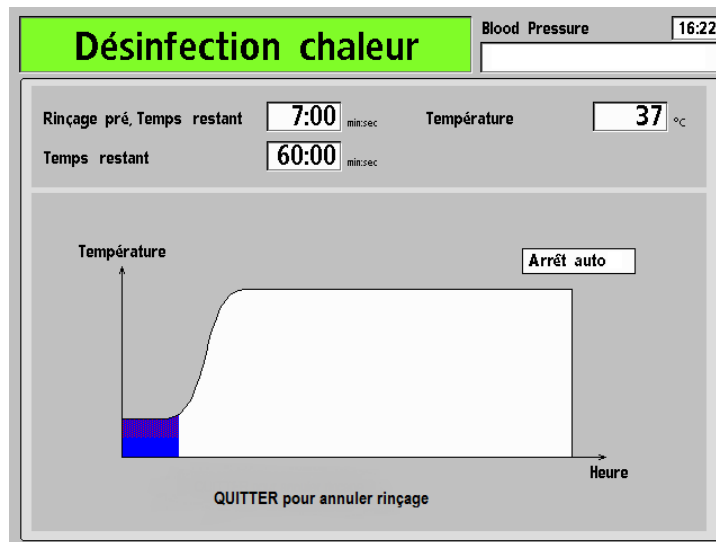 Désinfection chaleur
Blood Pressure
16:22
Rinçage pré, Temps restant 7:00 min:sec
Température 37 °C
Temps restant 60:00 min:sec
Température
Arrêt auto
Heure
QUITTER pour annuler rinçage